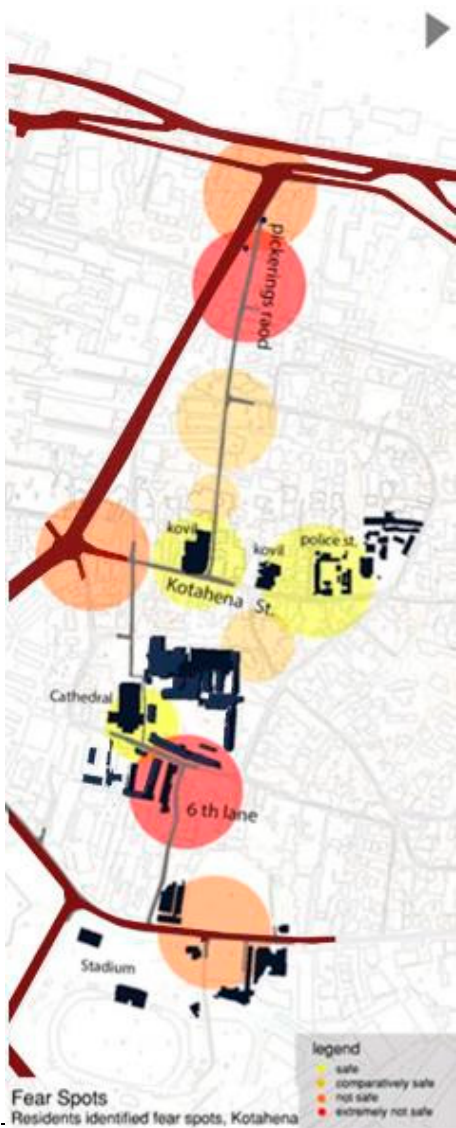 pickerings raod
kovil
kovil
police st.
Kotahena St.
Cathedral
6 th lane
Stadium
legend
safe
comparatively safe
not safe
extremely not safe
Fear Spots
Residents identified fear spots, Kotahena